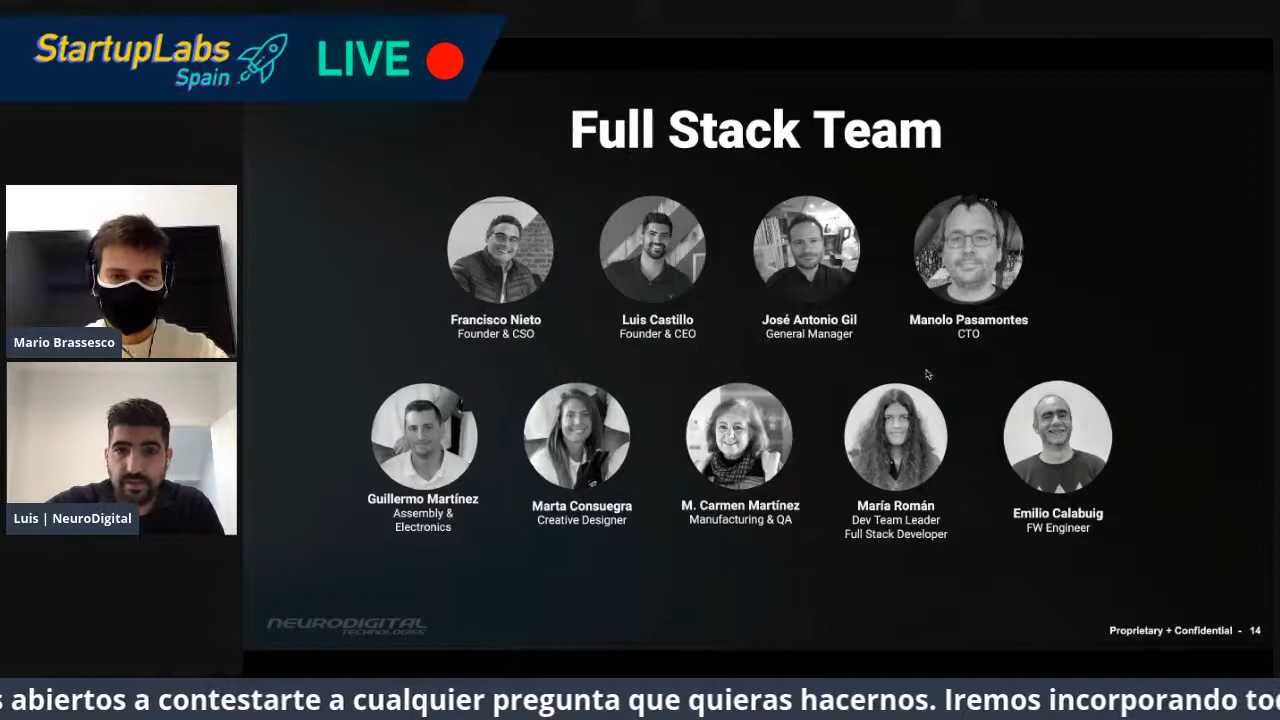 StartupLabs
Spain
LIVE
Full Stack Team
Mario Brassesco
Luis | NeuroDigital
Francisco Nieto
Founder & CSO
Luis Castillo
Founder & CEO
José Antonio Gil
General Manager
Manolo Pasamontes
CTO
Guillermo Martínez
Assembly &
Electronics
Marta Consuegra
Creative Designer
M. Carmen Martínez
Manufacturing & QA
María Román
Dev Team Leader
Full Stack Developer
Emilio Calabuig
FW Engineer
NEURODIGITAL
TECHNOLOGIES
Proprietary + Confidential - 14
s abiertos a contestarte a cualquier pregunta que quieras hacernos. Iremos incorporando